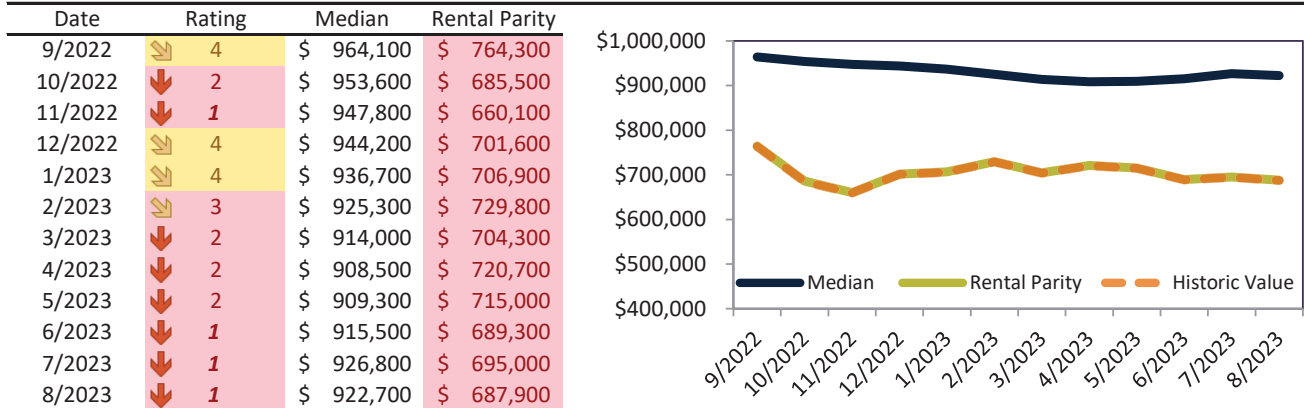 Date Rating Median Rental Parity
9/2022 4 $ 964,100 $ 764,300
10/2022 2 $ 953,600 $ 685,500
11/2022 1 $ 947,800 $ 660,100
12/2022 4 $ 944,200 $ 701,600
1/2023 4 $ 936,700 $ 706,900
2/2023 3 $ 925,300 $ 729,800
3/2023 2 $ 914,000 $ 704,300
4/2023 2 $ 908,500 $ 720,700
5/2023 2 $ 909,300 $ 715,000
6/2023 1 $ 915,500 $ 689,300
7/2023 1 $ 926,800 $ 695,000
8/2023 1 $ 922,700 $ 687,900
$1,000,000
$900,000
$800,000
$700,000
$600,000
$500,000
$400,000
Median Rental Parity Historic Value
9/2022 10/2022 11/2022 12/2022 1/2023 2/2023 3/2023 4/2023 5/2023 6/2023 7/2023 8/2023